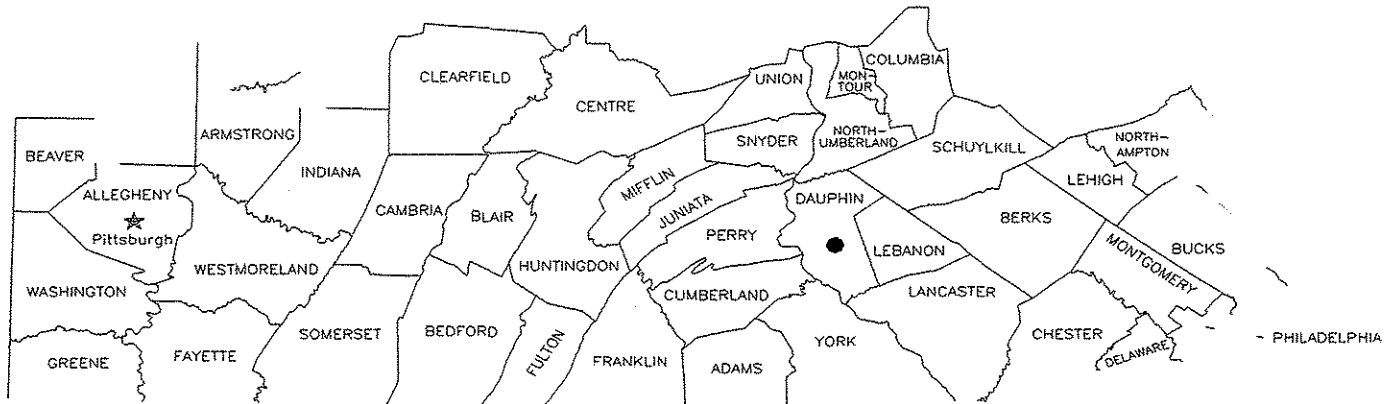 COLUMBIA
CLEARFIELD
UNION
MON-
TOUR
CENTRE
ARMSTRONG
SNYDER
NORTH-
UMBERLAND
SCHUYLKILL
NORTH-
AMPTON
BEAVER
INDIANA
MIFFLIN
LEHIGH
ALLEGHENY
CAMBRIA
BLAIR
JUNIATA
DAUPHIN
BERKS
Pittsburgh
PERRY
LEBANON
MONTGOMERY
BUCKS
WESTMORELAND
HUNTINGDON
WASHINGTON
CUMBERLAND
LANCASTER
SOMERSET
BEDFORD
FULTON
YORK
CHESTER
PHILADELPHIA
GREENE
FAYETTE
FRANKLIN
ADAMS
DELAWARE